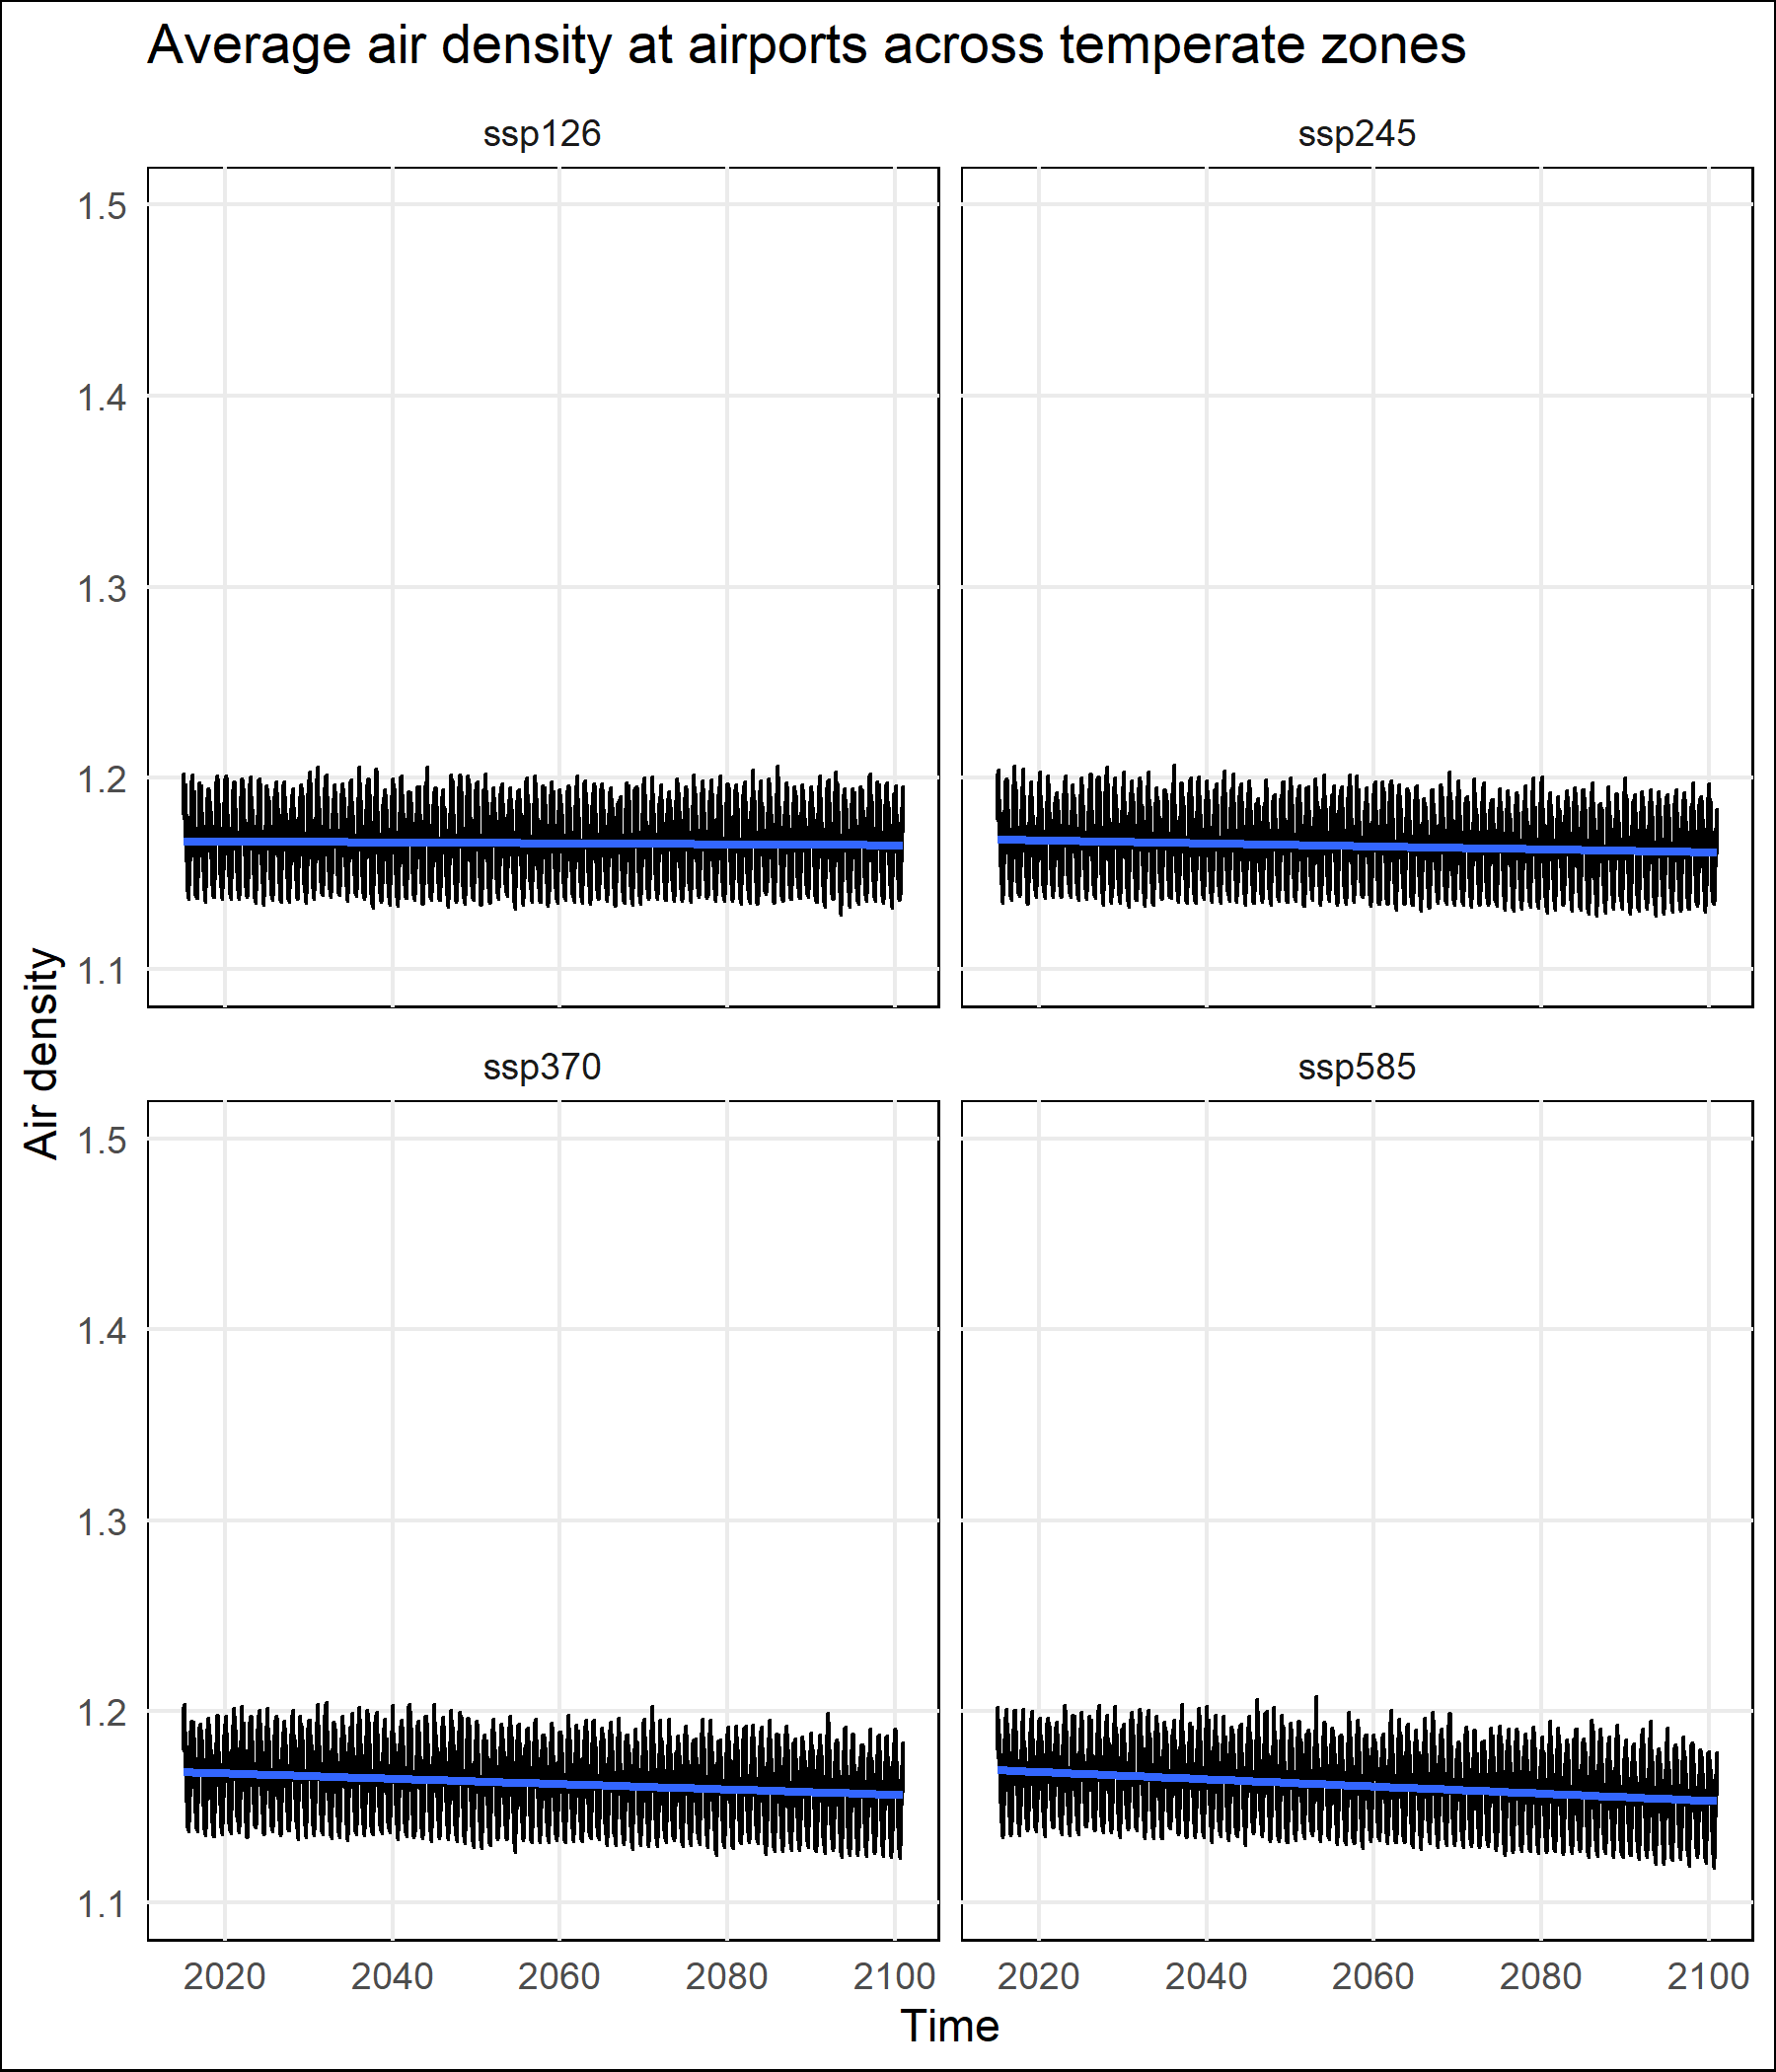 Average air density at airports across temperate zones
ssp126
ssp245
1.5
1.4
1.3
1.2
1.1
Air density
ssp370
ssp585
1.5
1.4
1.3
1.2
1.1
2020 2040 2060 2080 2100 2020 2040 2060 2080 2100
Time